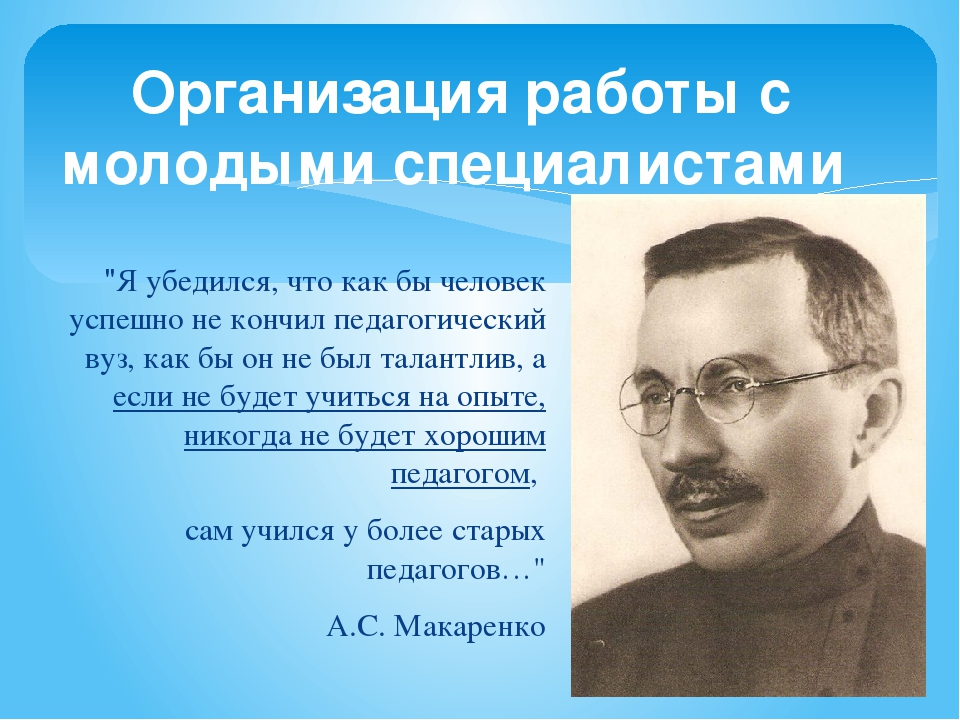 Организация работы с
молодыми специалистами
"Я убедился, что как бы человек
успешно не кончил педагогический
вуз, как бы он не был талантлив, а
если не будет учиться на опыте,
никогда не будет хорошим
педагогом,
сам учился у более старых
педагогов…"
А.С. Макаренко